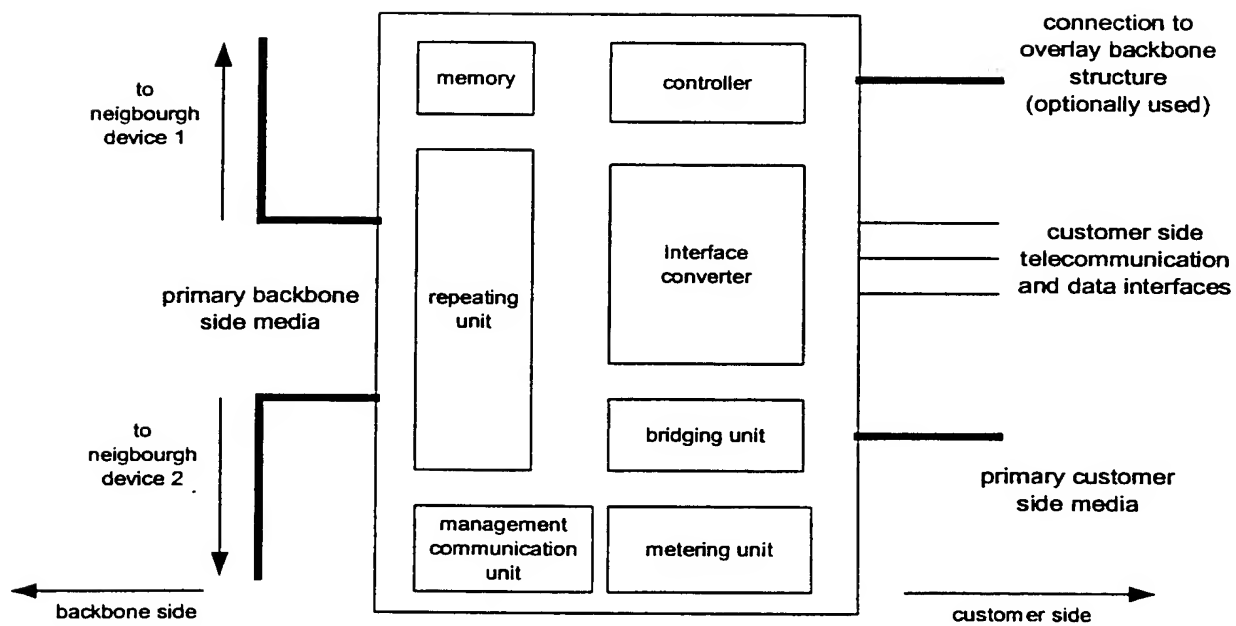 to
neigbourgh
device 1
primary backbone
side media
to
neigbourgh
device 2
backbone side
memory
controller
repeating
unit
interface
converter
bridging unit
management
communication
unit
metering unit
connection to
overlay backbone
structure
(optionally used)
customer side
telecommunication
and data interfaces
primary customer
side media
customer side